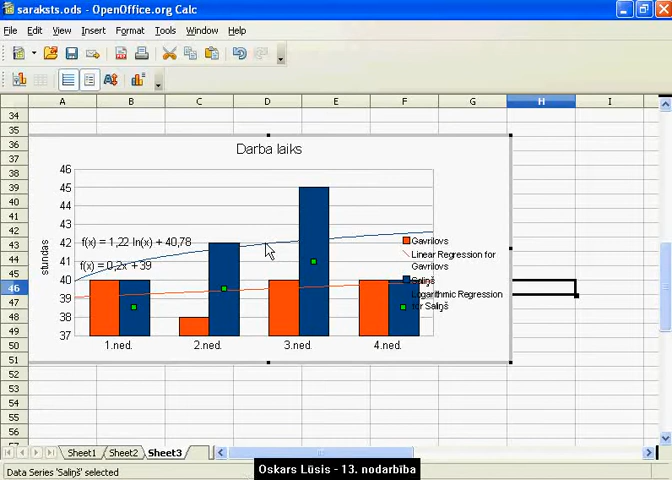 saraksts.ods - OpenOffice.org Calc
File Edit View Insert Format Tools Window Help
A B C D E F G H I
34
35
36
37
38
39
40
41
42
43
44
45
46
47
48
49
50
51
52
53
54
55
56
Darba laiks
stundas
46
45
44
43
42
41
40
39
38
37
f(x) = 1,22 ln(x) + 40,78
f(x) = 0,2x + 39
1.ned. 2.ned. 3.ned. 4.ned.
Gavrilovs
Linear Regression for
Gavrilovs
Saliņš
Logarithmic Regression
for Saliņš
Sheet1 Sheet2 Sheet3
Data Series 'Saliņš' selected
Oskars Lūsis - 13. nodarbība